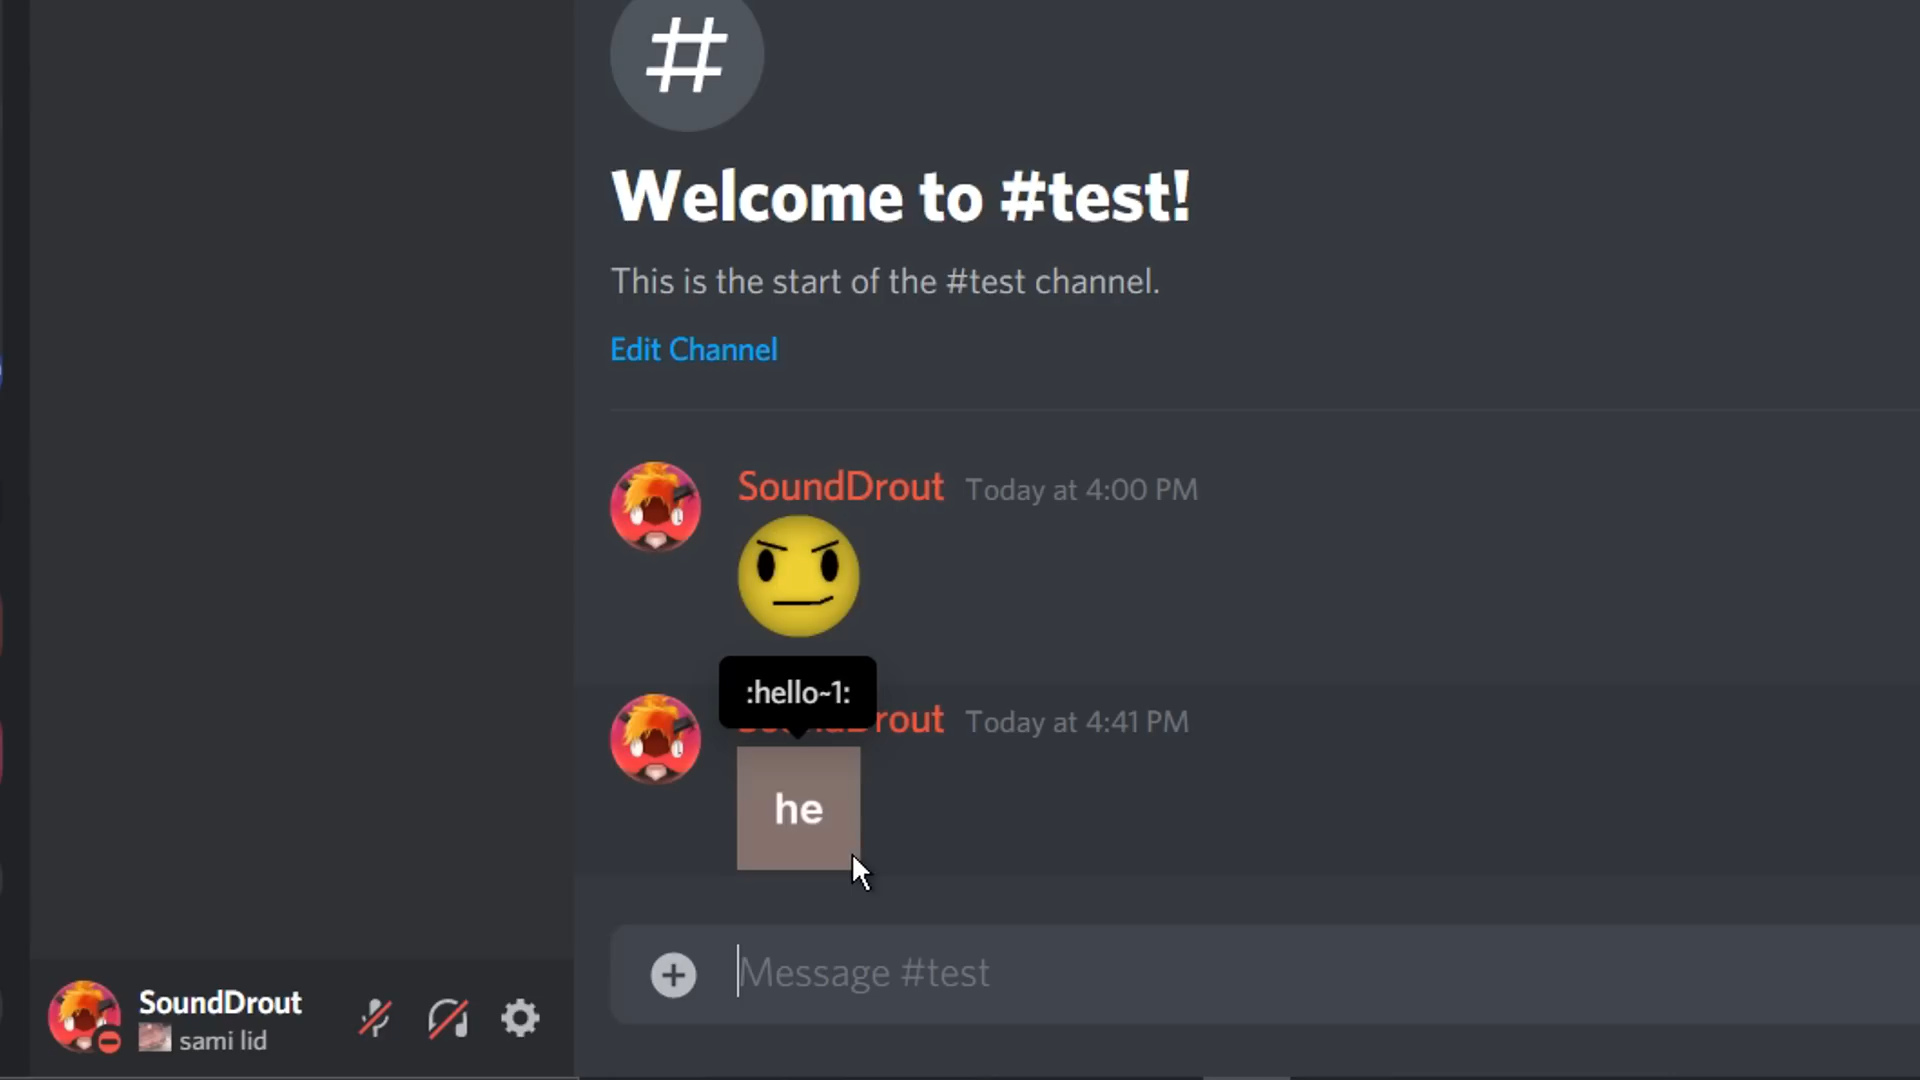 #
Welcome to #test!
This is the start of the #test channel.
Edit Channel
SoundDrout Today at 4:00 PM
:hello~1:
Drout Today at 4:41 PM
he
Message #test
SoundDrout
sami lid